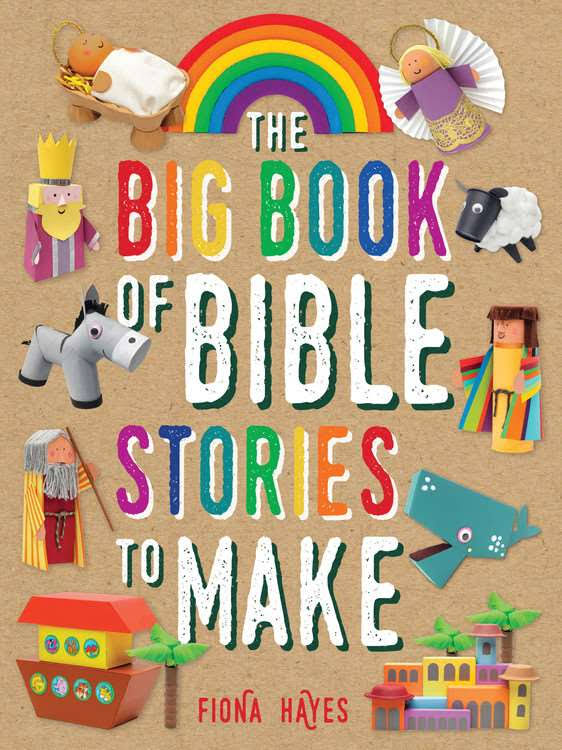 THE
BIG BOOK
OF BIBLE
STORIES
TO MAKE
FIONA HAYES